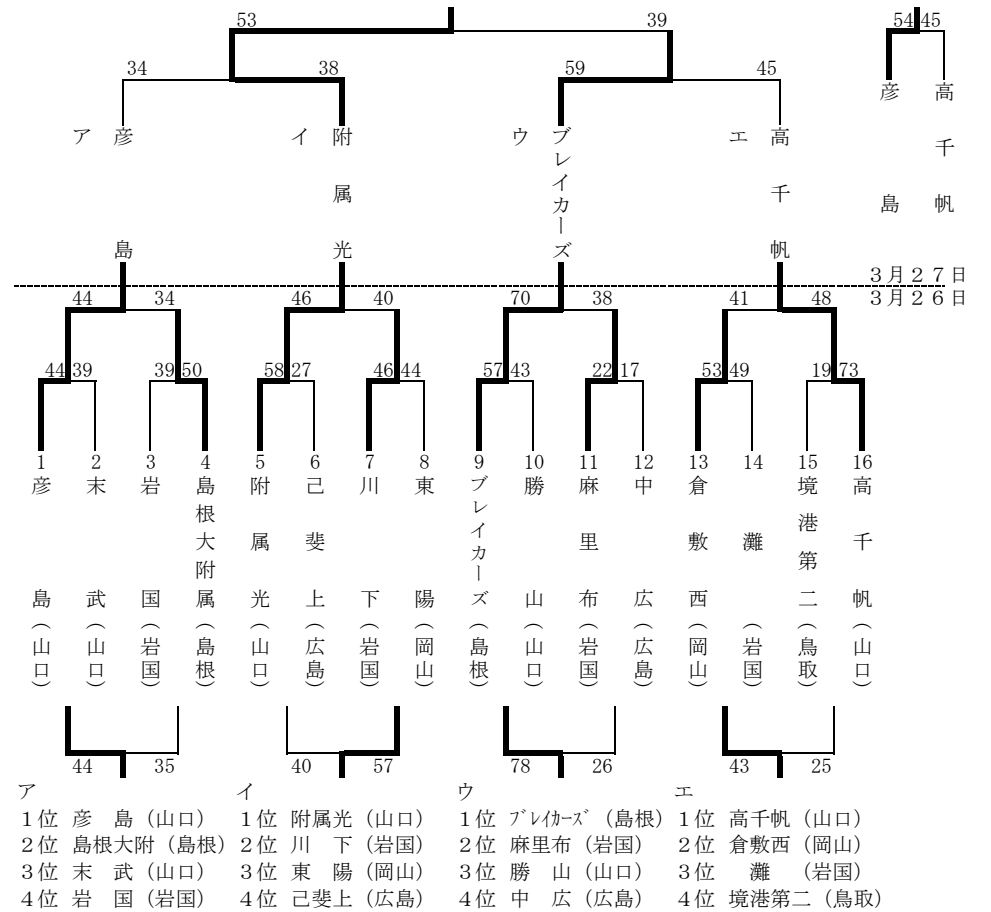 53 39 54 45
34 38 59 45
彦 高千帆
ア 彦島 イ 附属光 ウ ブレイカーズ エ 高千帆 島
3月27日
3月26日
44 34 46 40 70 38 41 48
44 39 39 50 58 27 46 44 57 43 22 17 53 49 19 73
1 2 3 4 5 6 7 8 9 10 11 12 13 14 15 16
彦島(山口)
末武(山口)
岩国(岩国)
島根大附属(島根)
附属光(山口)
己斐上(広島)
川下(岩国)
東陽(岡山)
ブレイカーズ(島根)
勝山(山口)
麻里布(岩国)
中広(広島)
倉敷西(岡山)
灘(岩国)
境港第二(鳥取)
高千帆(山口)
44 35 40 57 78 26 43 25
ア イ ウ エ
1位 彦 島(山口) 1位 附属光(山口) 1位 ブレイカーズ(島根) 1位 高千帆(山口)
2位 島根大附(島根) 2位 川 下(岩国) 2位 麻里布(岩国) 2位 倉敷西(岡山)
3位 末 武(山口) 3位 東 陽(岡山) 3位 勝 山(山口) 3位 灘 (岩国)
4位 岩 国(岩国) 4位 己斐上(広島) 4位 中 広(広島) 4位 境港第二(鳥取)